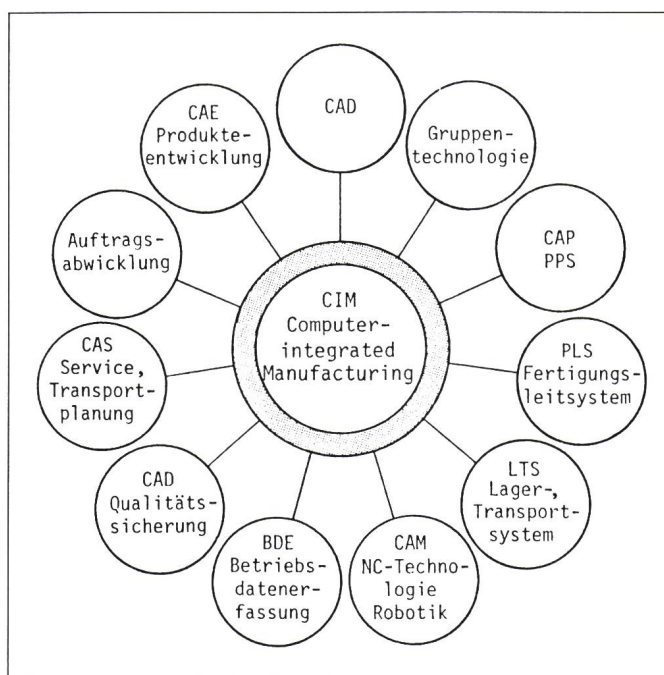 CAD
Gruppen-
technologie
CAP
PPS
PLS
Fertigungs-
leitsystem
LTS
Lager-,
Transport-
system
CAM
NC-Techno-
logie
Robotik
BDE
Betriebs-
datener-
fassung
CAD
Qualitäts-
sicherung
CAS
Service,
Transport-
planung
Auftrags-
abwicklung
CAE
Produkte-
entwicklung
CIM
Computer-
integrated
Manufacturing